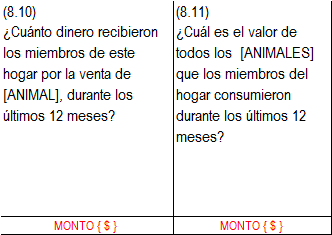 (8.10)
¿Cuánto dinero recibieron
los miembros de este
hogar por la venta de
[ANIMAL], durante los
últimos 12 meses?
MONTO { $ }
(8.11)
¿Cuál es el valor de
todos los [ANIMALES]
que los miembros del
hogar consumieron
durante los últimos 12
meses?
MONTO { $ }